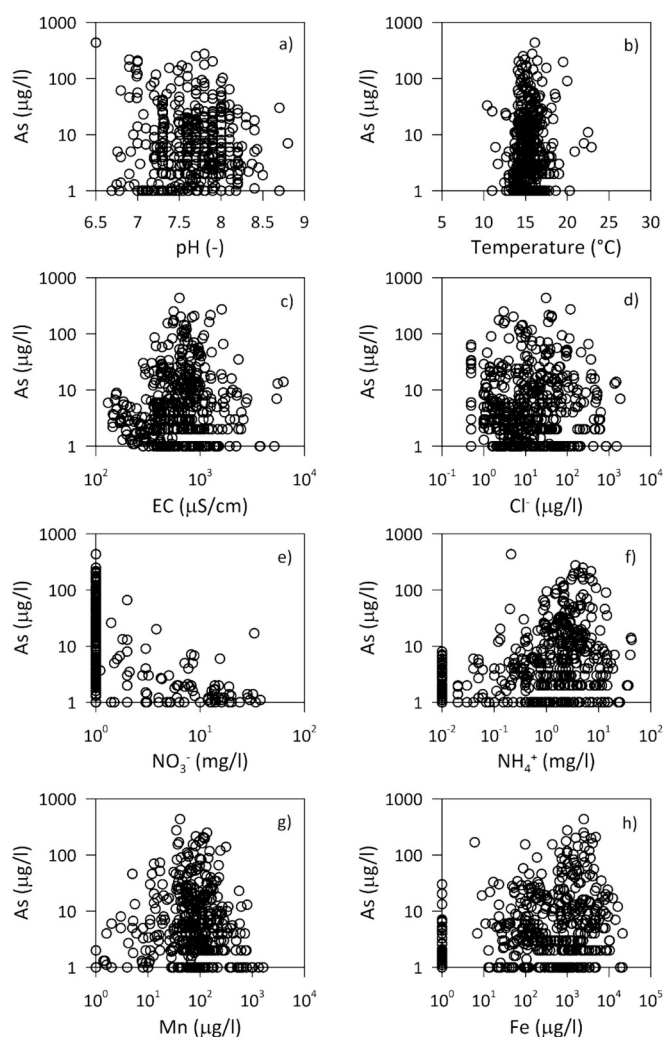 1000
100
10
1
As (µg/l)
a)
6.5 7 7.5 8 8.5 9
pH (-)
1000
100
10
1
As (µg/l)
b)
5 10 15 20 25 30
Temperature (°C)
1000
100
10
1
As (µg/l)
c)
10² 10³ 10⁴
EC (µS/cm)
1000
100
10
1
As (µg/l)
d)
10⁻¹ 10⁰ 10¹ 10² 10³ 10⁴
Cl⁻ (µg/l)
1000
100
10
1
As (µg/l)
e)
10⁰ 10¹ 10²
NO₃⁻ (mg/l)
1000
100
10
1
As (µg/l)
f)
10⁻² 10⁻¹ 10⁰ 10¹ 10²
NH₄⁺ (mg/l)
1000
100
10
1
As (µg/l)
g)
10⁰ 10¹ 10² 10³ 10⁴
Mn (µg/l)
1000
100
10
1
As (µg/l)
h)
10⁰ 10¹ 10² 10³ 10⁴ 10⁵
Fe (µg/l)